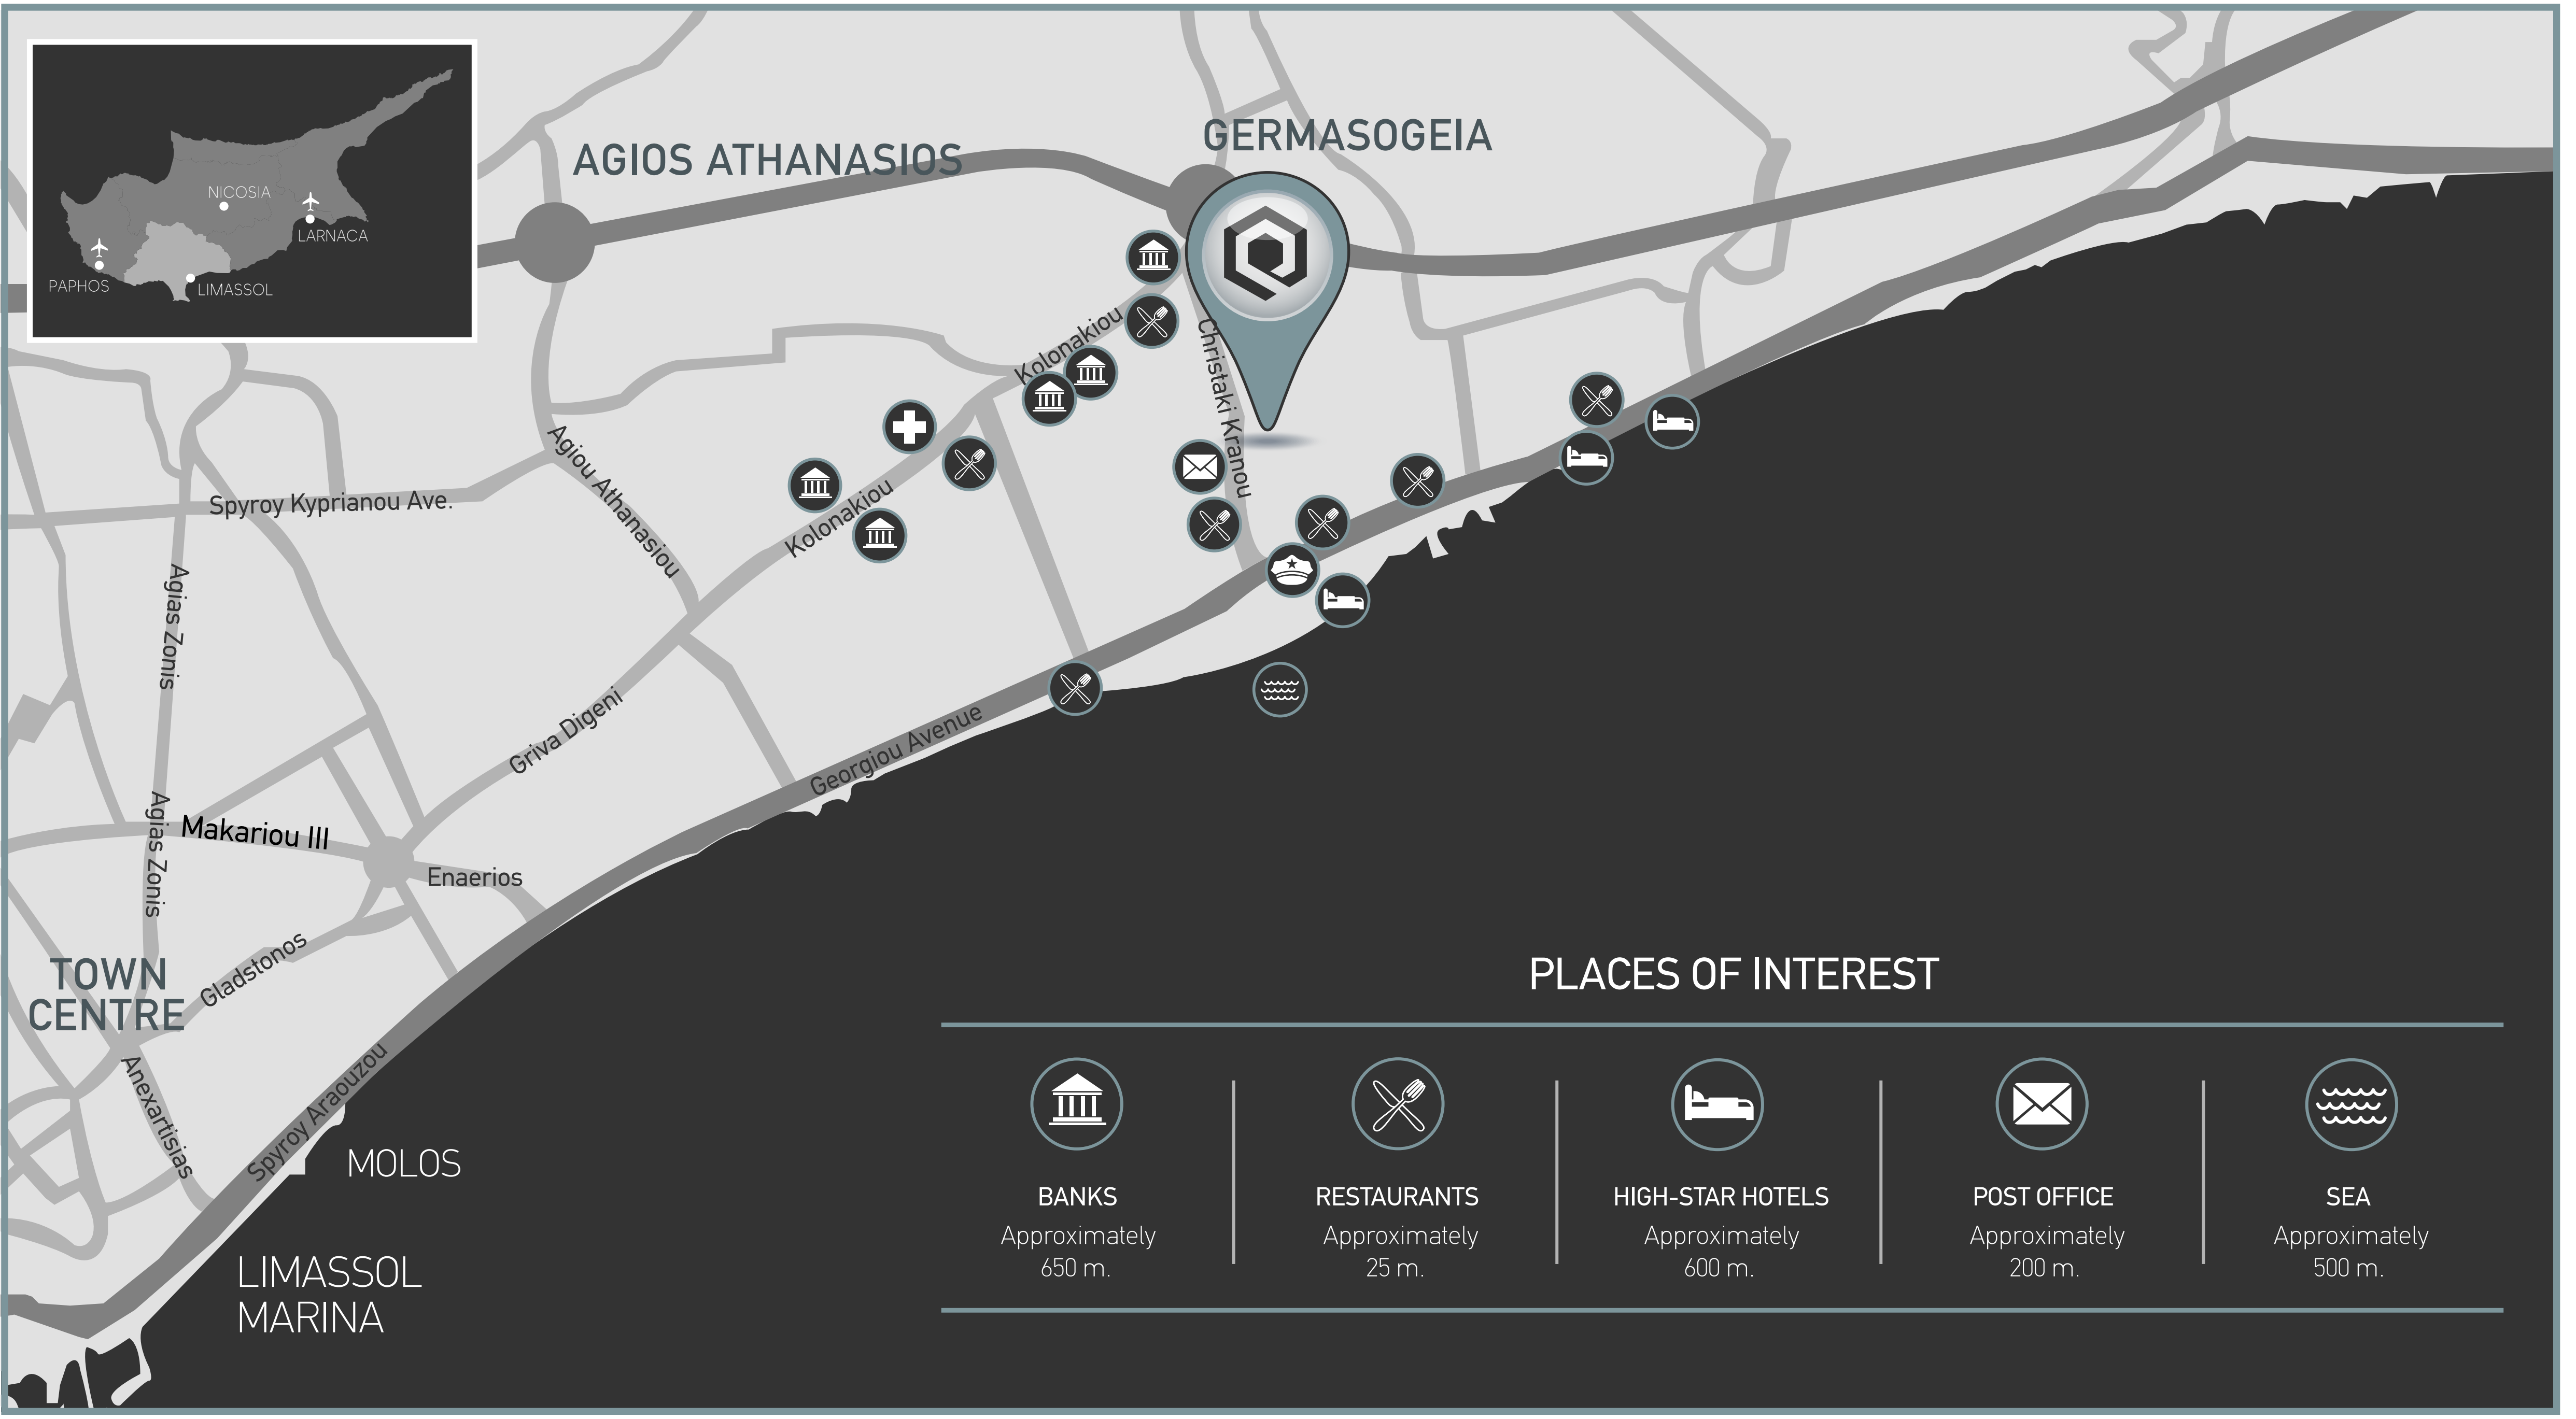 NICOSIA
LARNACA
PAPHOS
LIMASSOL
AGIOS ATHANASIOS
GERMASOGEIA
Kolonakiou
Christaki Kranou
Agiou Athanasiou
Kolonakiou
Spyroy Kyprianou Ave.
Agias Zonis
Griva Digeni
Georgiou Avenue
Agias Zonis
Makariou III
Enaerios
TOWN
CENTRE
Gladstonos
Anexartisias
Spyroy Araouzou
MOLOS
LIMASSOL
MARINA
PLACES OF INTEREST
BANKS
Approximately
650 m.
RESTAURANTS
Approximately
25 m.
HIGH-STAR HOTELS
Approximately
600 m.
POST OFFICE
Approximately
200 m.
SEA
Approximately
500 m.